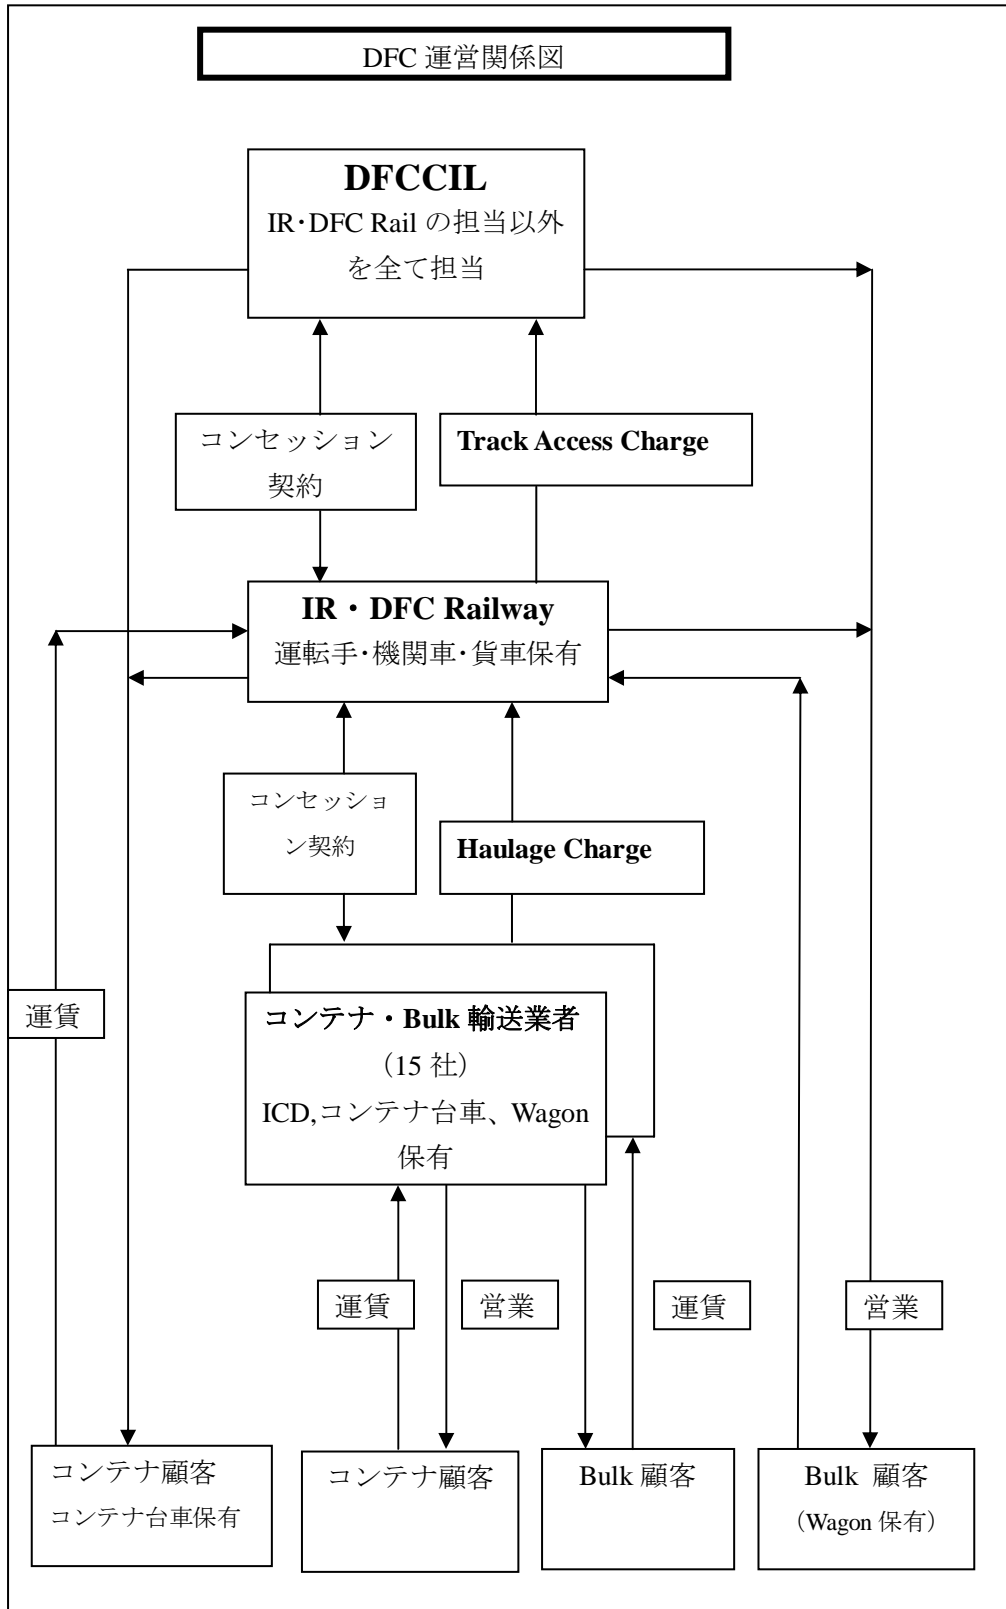 DFC 運営関係図
DFCCIL
IR・DFC Rail の担当以外
を全て担当
コンセッション
契約
Track Access Charge
IR・DFC Railway
運転手・機関車・貨車保有
コンセッショ
ン契約
Haulage Charge
運賃
コンテナ・Bulk 輸送業者
（15 社）
ICD,コンテナ台車、Wagon
保有
運賃
営業
運賃
営業
コンテナ顧客
コンテナ台車保有
コンテナ顧客
Bulk 顧客
Bulk 顧客
（Wagon 保有）